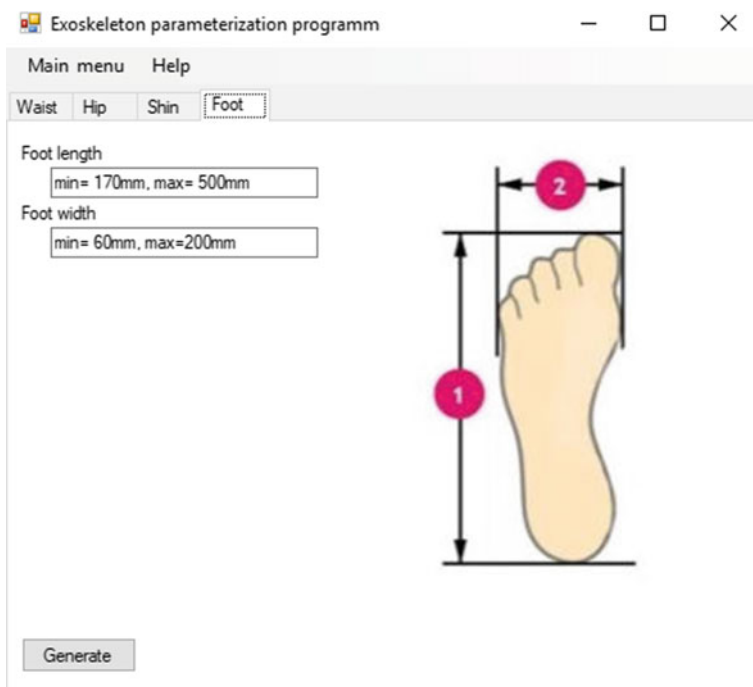 Exoskeleton parameterization programm
Main menu Help
Waist Hip Shin Foot
Foot length
min= 170mm, max= 500mm
Foot width
min= 60mm, max=200mm
2
1
Generate